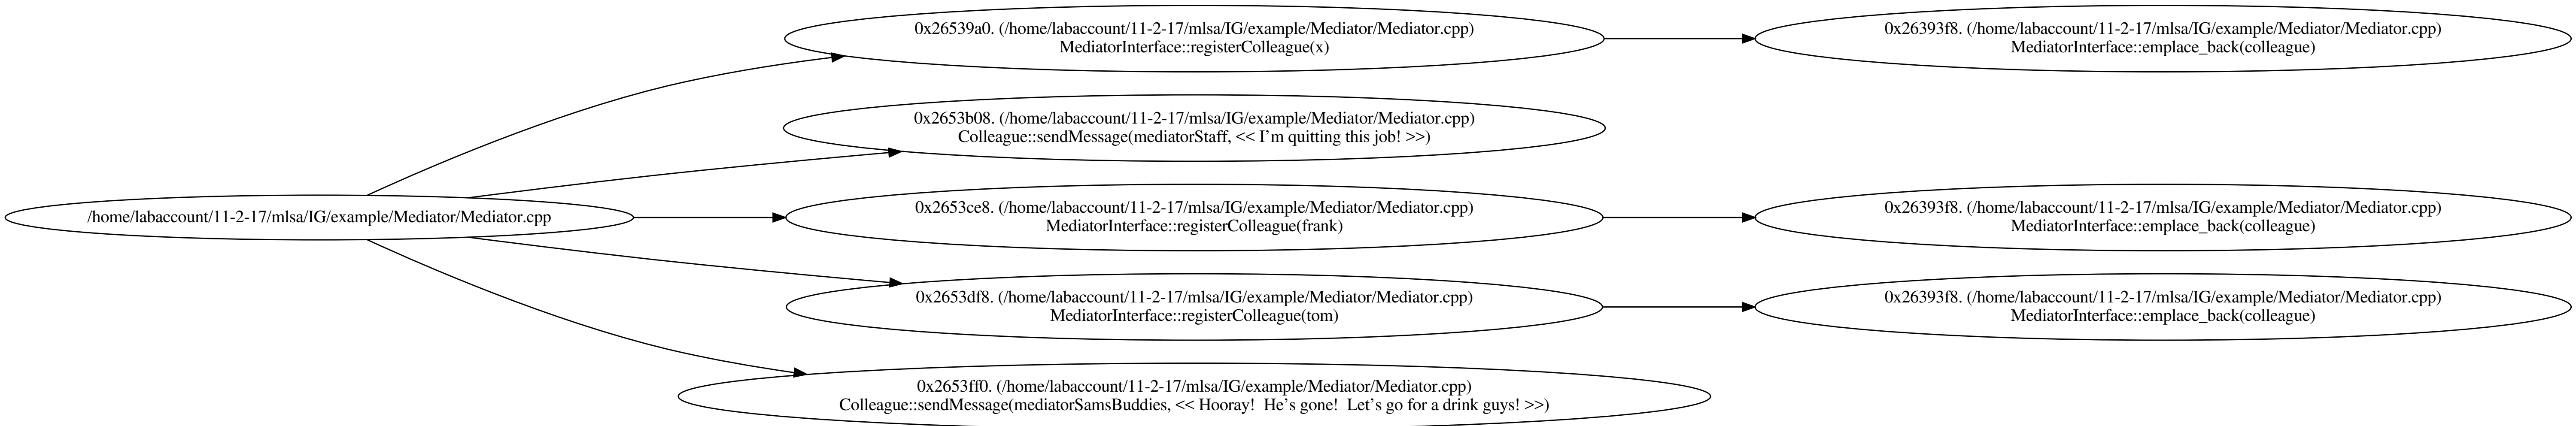 0x26539a0. (/home/labaccount/11-2-17/mlsa/IG/example/Mediator/Mediator.cpp)
MediatorInterface::registerColleague(x)
0x26393f8. (/home/labaccount/11-2-17/mlsa/IG/example/Mediator/Mediator.cpp)
MediatorInterface::emplace_back(colleague)
0x2653b08. (/home/labaccount/11-2-17/mlsa/IG/example/Mediator/Mediator.cpp)
Colleague::sendMessage(mediatorStaff, << I’m quitting this job! >>)
/home/labaccount/11-2-17/mlsa/IG/example/Mediator/Mediator.cpp
0x2653ce8. (/home/labaccount/11-2-17/mlsa/IG/example/Mediator/Mediator.cpp)
MediatorInterface::registerColleague(frank)
0x26393f8. (/home/labaccount/11-2-17/mlsa/IG/example/Mediator/Mediator.cpp)
MediatorInterface::emplace_back(colleague)
0x2653df8. (/home/labaccount/11-2-17/mlsa/IG/example/Mediator/Mediator.cpp)
MediatorInterface::registerColleague(tom)
0x26393f8. (/home/labaccount/11-2-17/mlsa/IG/example/Mediator/Mediator.cpp)
MediatorInterface::emplace_back(colleague)
0x2653ff0. (/home/labaccount/11-2-17/mlsa/IG/example/Mediator/Mediator.cpp)
Colleague::sendMessage(mediatorSamsBuddies, << Hooray!  He’s gone!  Let’s go for a drink guys! >>)